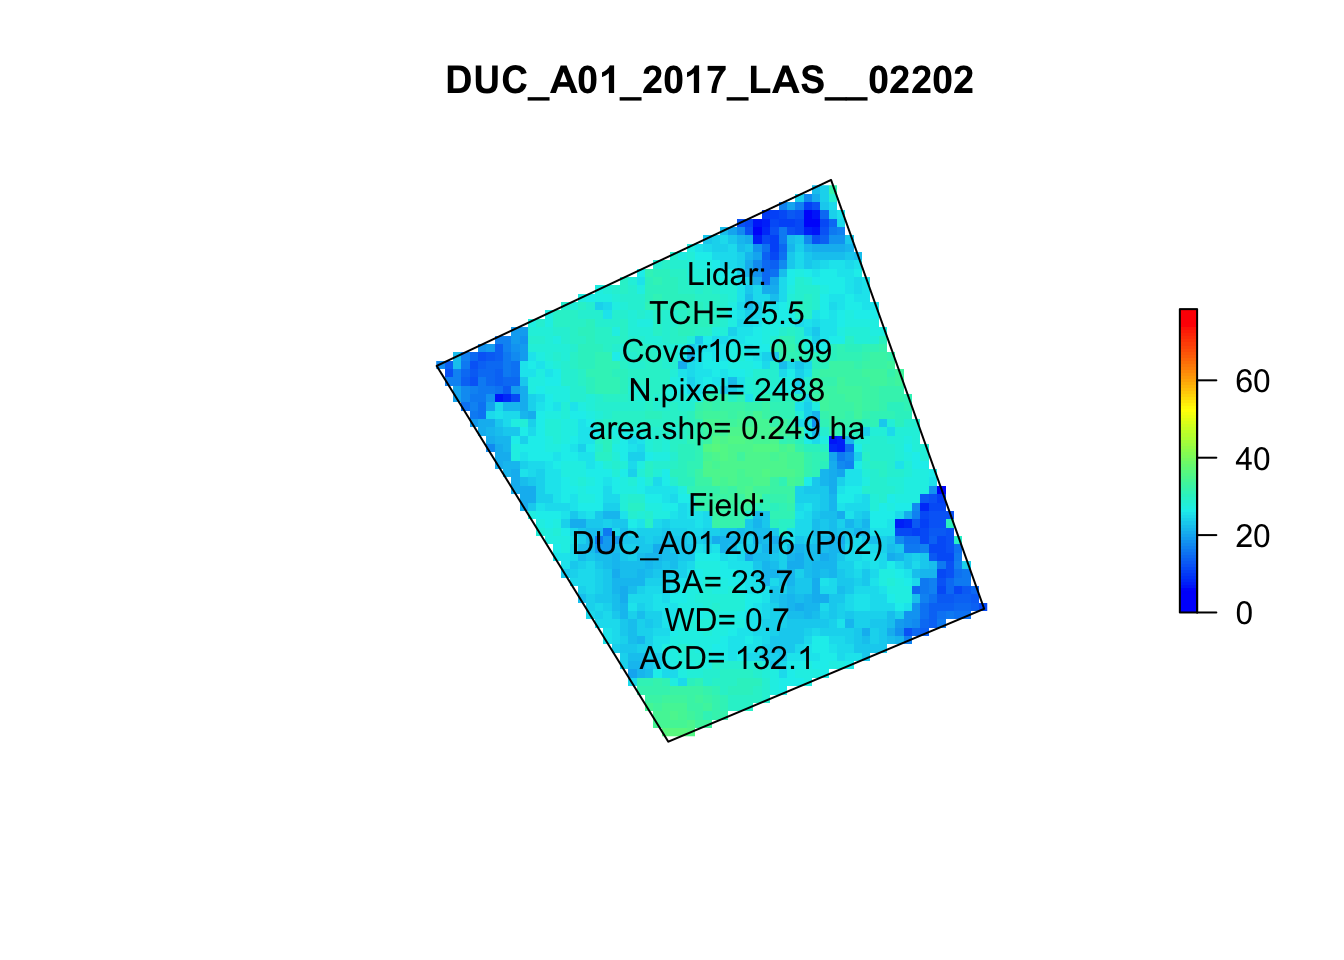 DUC_A01_2017_LAS__02202
Lidar:
TCH= 25.5
Cover10= 0.99
N.pixel= 2488
area.shp= 0.249 ha
Field:
DUC_A01 2016 (P02)
BA= 23.7
WD= 0.7
ACD= 132.1
60
40
20
0